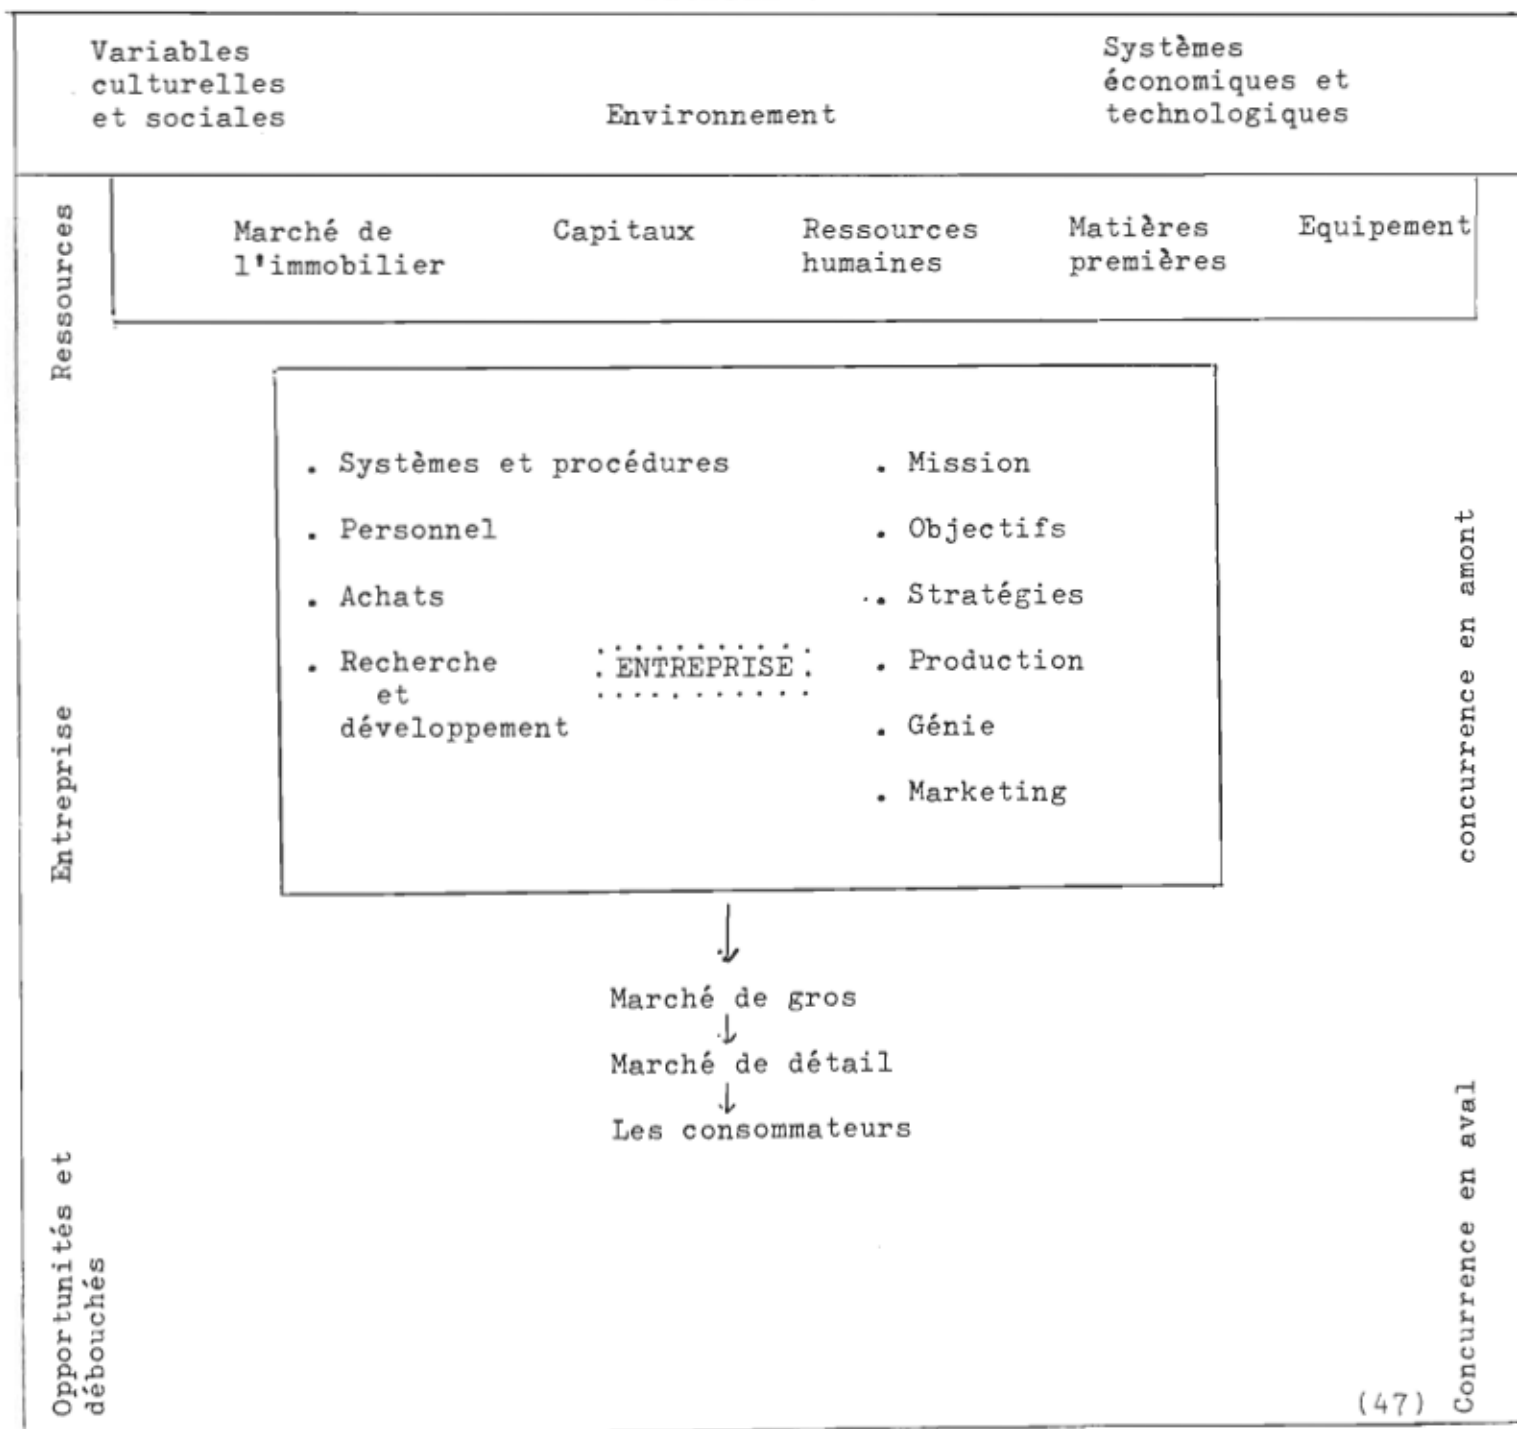 Variables
culturelles
et sociales
Environnement
Systèmes
économiques et
technologiques
Ressources
Marché de
l'immobilier
Capitaux
Ressources
humaines
Matières
premières
Equipement
Entreprise
. Systèmes et procédures
. Personnel
. Achats
. Recherche
et
développement
ENTREPRISE
. Mission
. Objectifs
. Stratégies
. Production
. Génie
. Marketing
concurrence en amont
Marché de gros
Marché de détail
Les consommateurs
Opportunités et
débouchés
Concurrence en aval
(47)